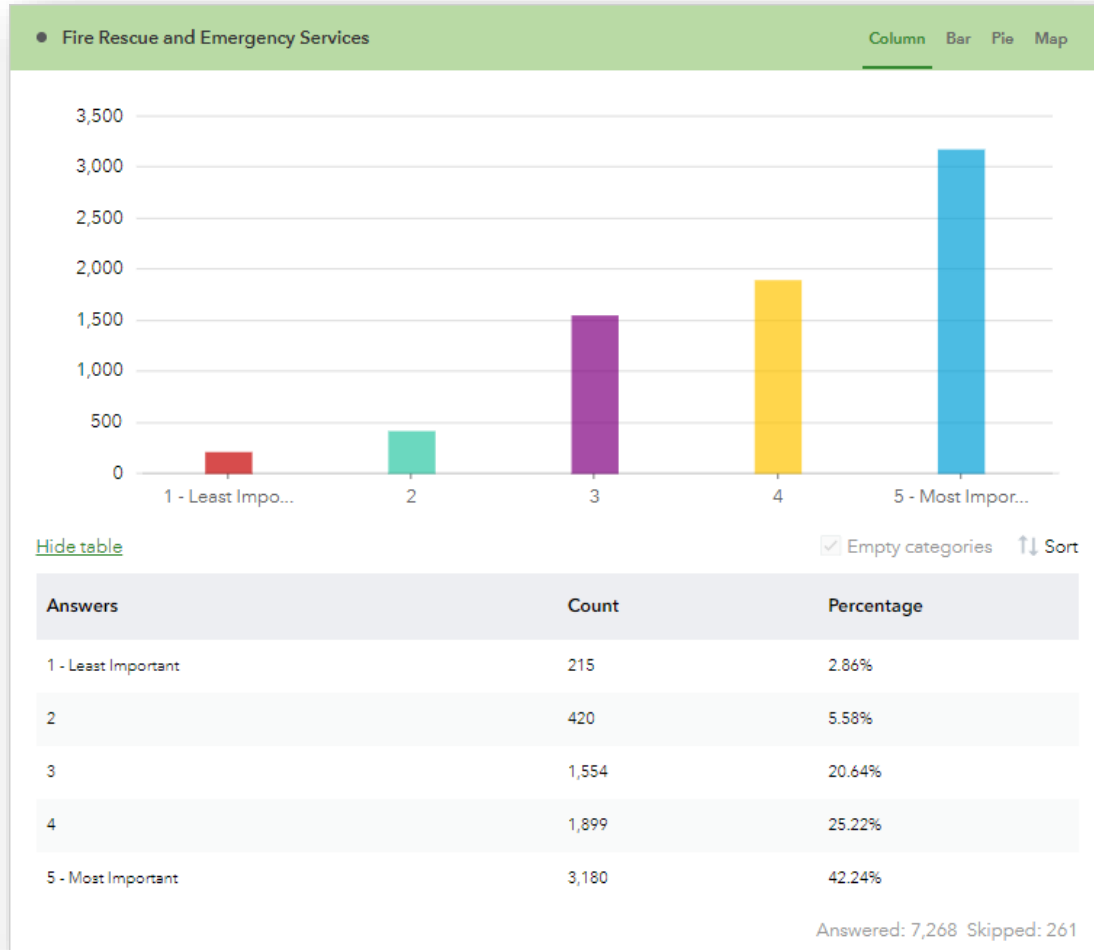 Fire Rescue and Emergency Services Column Bar Pie Map
3,500
3,000
2,500
2,000
1,500
1,000
500
0
1 - Least Impo... 2 3 4 5 - Most Impor...
Hide table Empty categories Sort
Answers Count Percentage
1 - Least Important 215 2.86%
2 420 5.58%
3 1,554 20.64%
4 1,899 25.22%
5 - Most Important 3,180 42.24%
Answered: 7,268 Skipped: 261